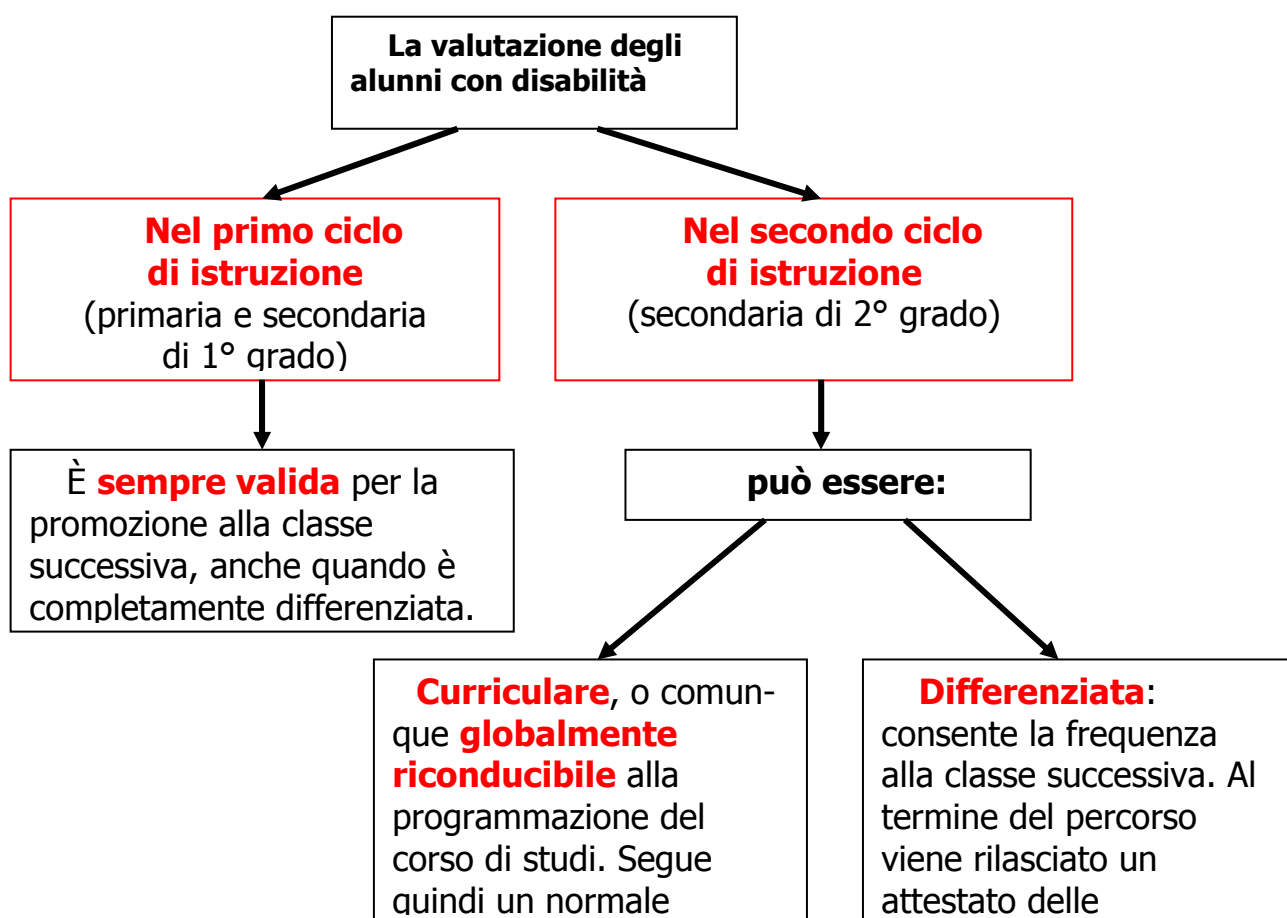 La valutazione degli
alunni con disabilità
Nel primo ciclo
di istruzione
(primaria e secondaria
di 1° grado)
Nel secondo ciclo
di istruzione
(secondaria di 2° grado)
È sempre valida per la
promozione alla classe
successiva, anche quando è
completamente differenziata.
può essere:
Curriculare, o comun-
que globalmente
riconducibile alla
programmazione del
corso di studi. Segue
quindi un normale
Differenziata:
consente la frequenza
alla classe successiva. Al
termine del percorso
viene rilasciato un
attestato delle